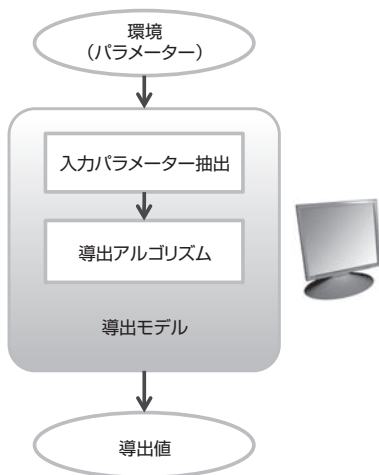 環境
（パラメーター）
入力パラメーター抽出
導出アルゴリズム
導出モデル
導出値